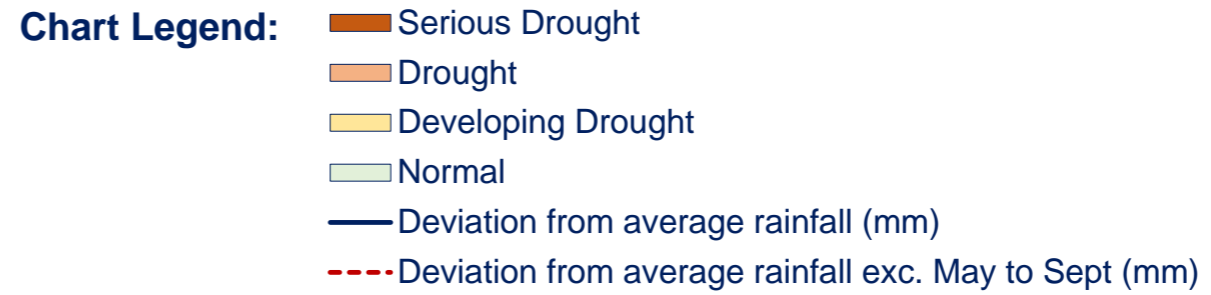 Chart Legend:
Serious Drought
Drought
Developing Drought
Normal
Deviation from average rainfall (mm)
Deviation from average rainfall exc. May to Sept (mm)